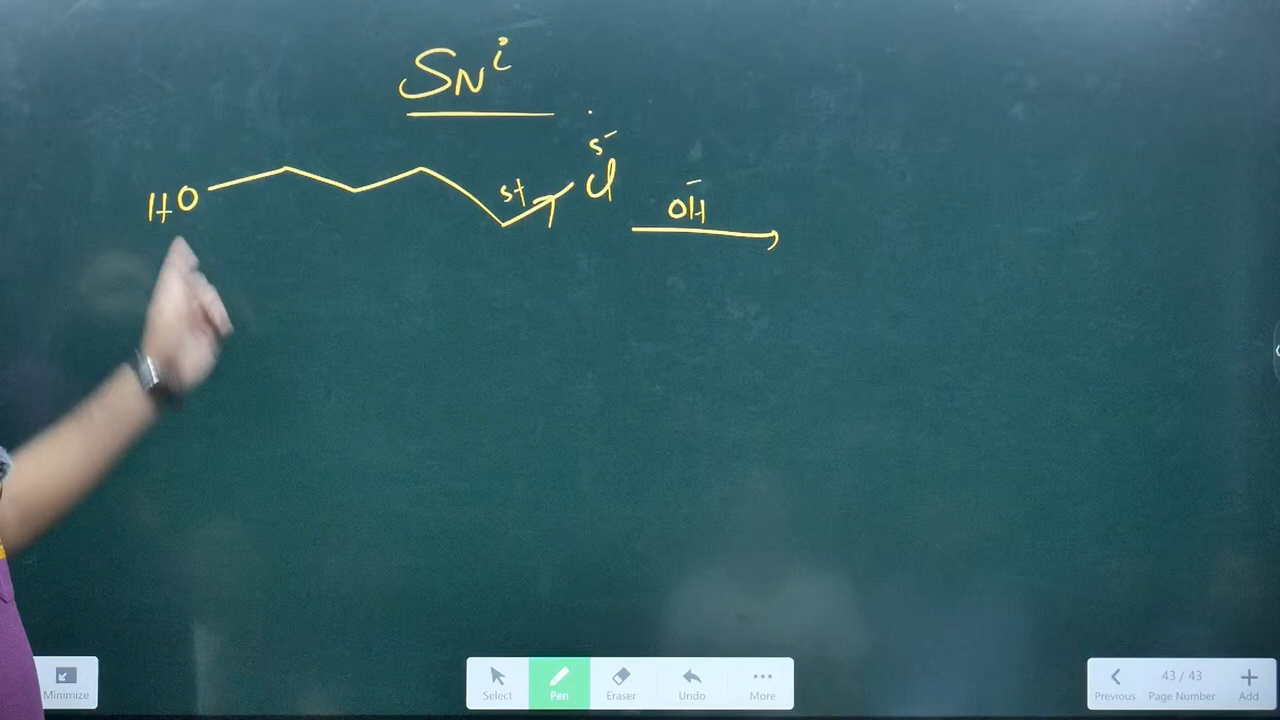 SNⁱ
s⁻
HO s+ Cl
OH⁻
Minimize
Select Pen Eraser Undo More
Previous 43 / 43 Page Number Add